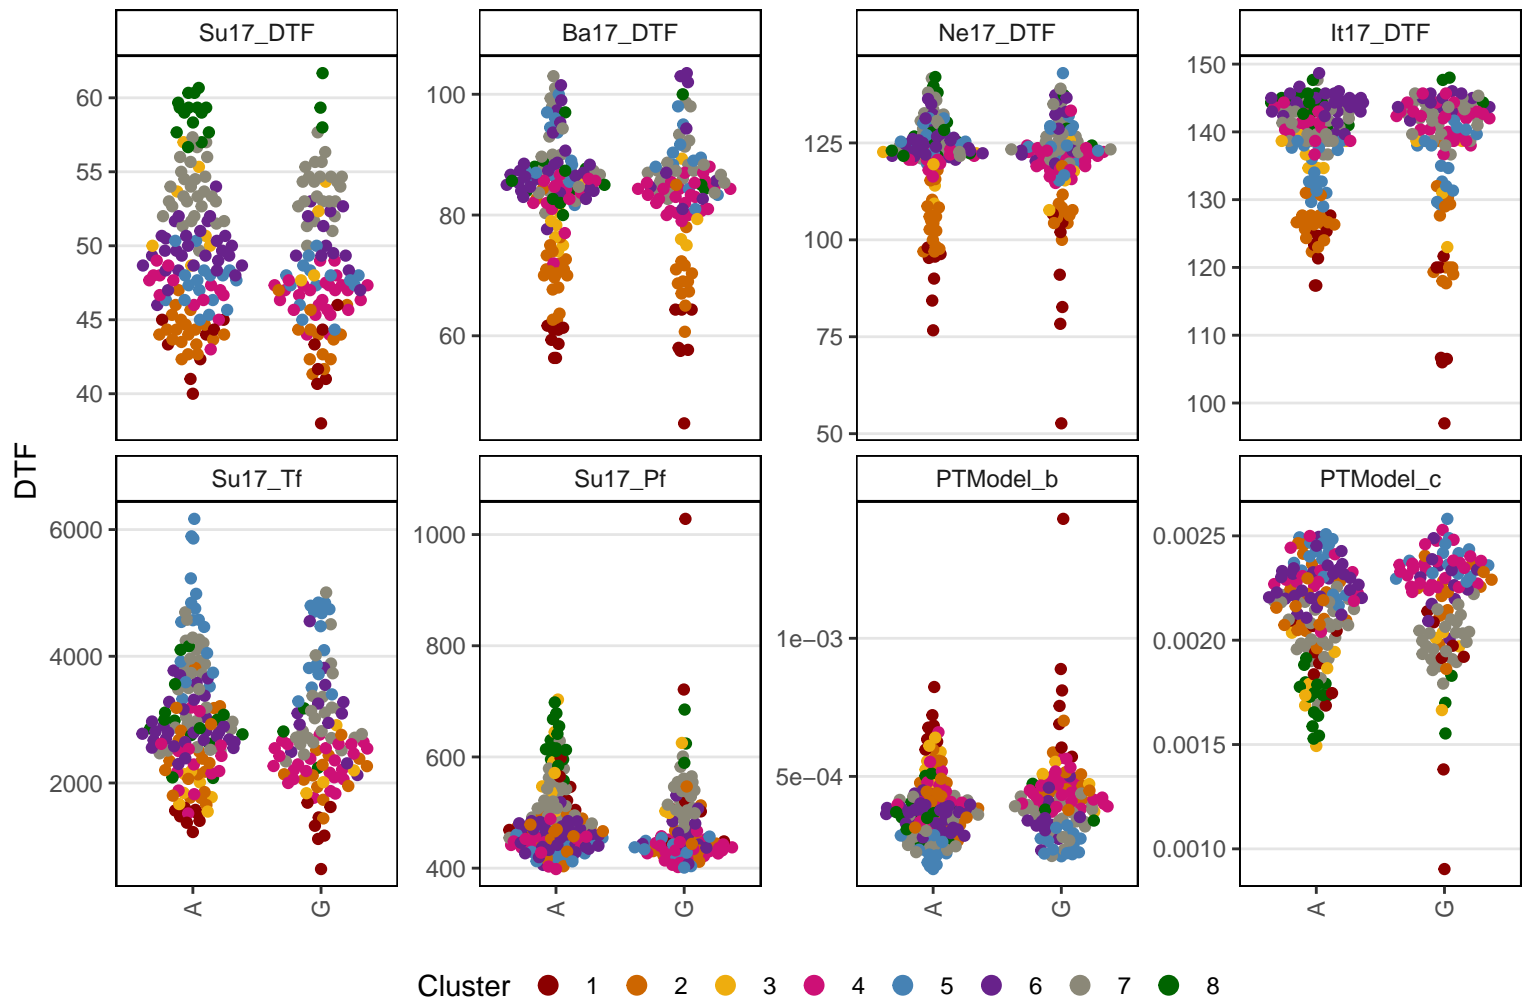 Su17_DTF
Ba17_DTF
Ne17_DTF
It17_DTF
60
55
50
45
40
100
80
60
125
100
75
50
150
140
130
120
110
100
DTF
Su17_Tf
Su17_Pf
PTModel_b
PTModel_c
6000
4000
2000
1000
800
600
400
1e−03
5e−04
0.0025
0.0020
0.0015
0.0010
A
G
A
G
A
G
A
G
Cluster 1 2 3 4 5 6 7 8